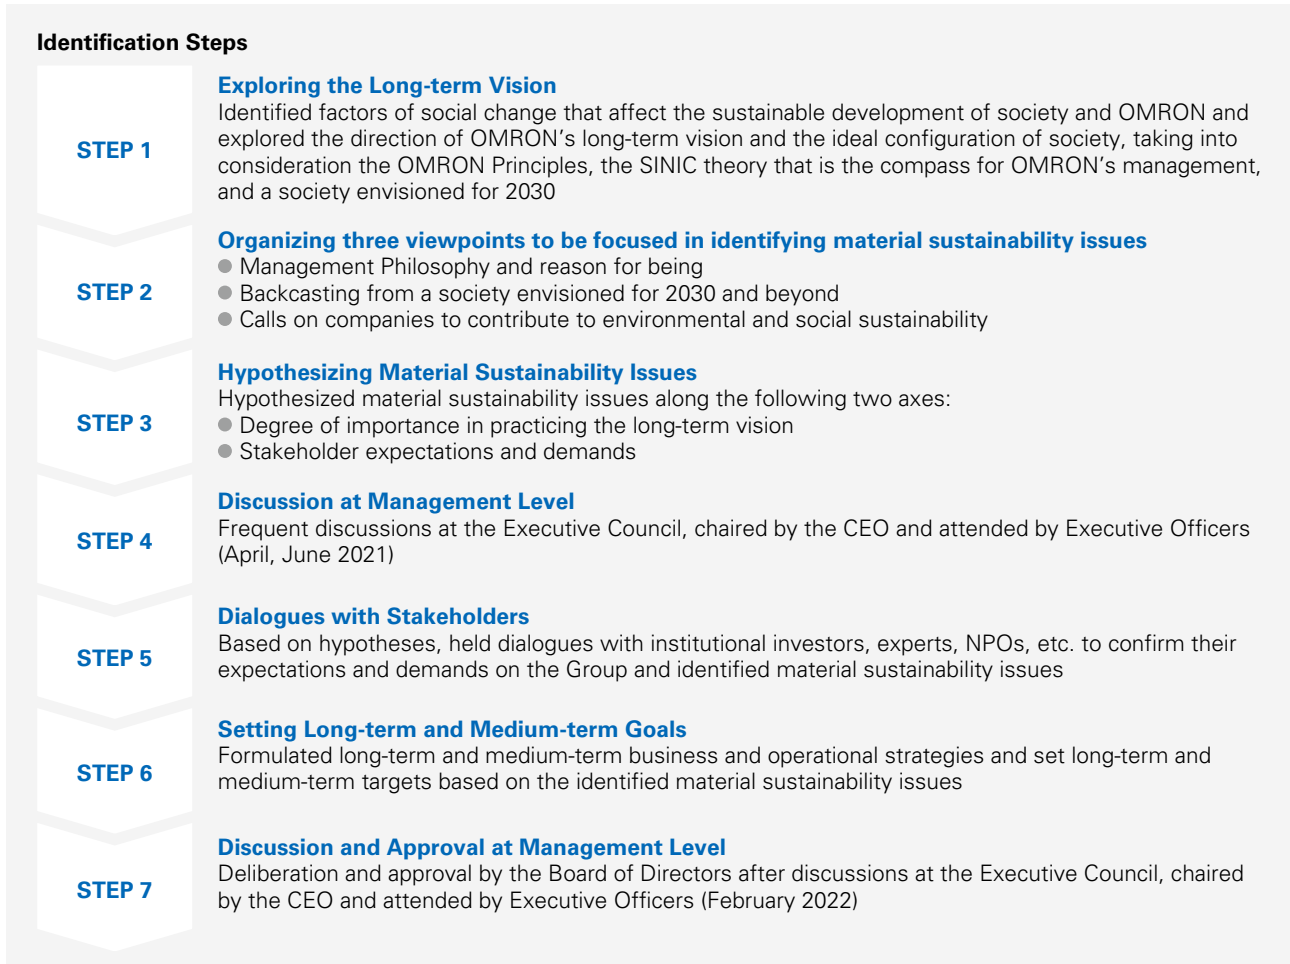 Identification Steps
STEP 1
Exploring the Long-term Vision
Identified factors of social change that affect the sustainable development of society and OMRON and
explored the direction of OMRON's long-term vision and the ideal configuration of society, taking into
consideration the OMRON Principles, the SINIC theory that is the compass for OMRON's management,
and a society envisioned for 2030
STEP 2
Organizing three viewpoints to be focused in identifying material sustainability issues
● Management Philosophy and reason for being
● Backcasting from a society envisioned for 2030 and beyond
● Calls on companies to contribute to environmental and social sustainability
STEP 3
Hypothesizing Material Sustainability Issues
Hypothesized material sustainability issues along the following two axes:
● Degree of importance in practicing the long-term vision
● Stakeholder expectations and demands
STEP 4
Discussion at Management Level
Frequent discussions at the Executive Council, chaired by the CEO and attended by Executive Officers
(April, June 2021)
STEP 5
Dialogues with Stakeholders
Based on hypotheses, held dialogues with institutional investors, experts, NPOs, etc. to confirm their
expectations and demands on the Group and identified material sustainability issues
STEP 6
Setting Long-term and Medium-term Goals
Formulated long-term and medium-term business and operational strategies and set long-term and
medium-term targets based on the identified material sustainability issues
STEP 7
Discussion and Approval at Management Level
Deliberation and approval by the Board of Directors after discussions at the Executive Council, chaired
by the CEO and attended by Executive Officers (February 2022)